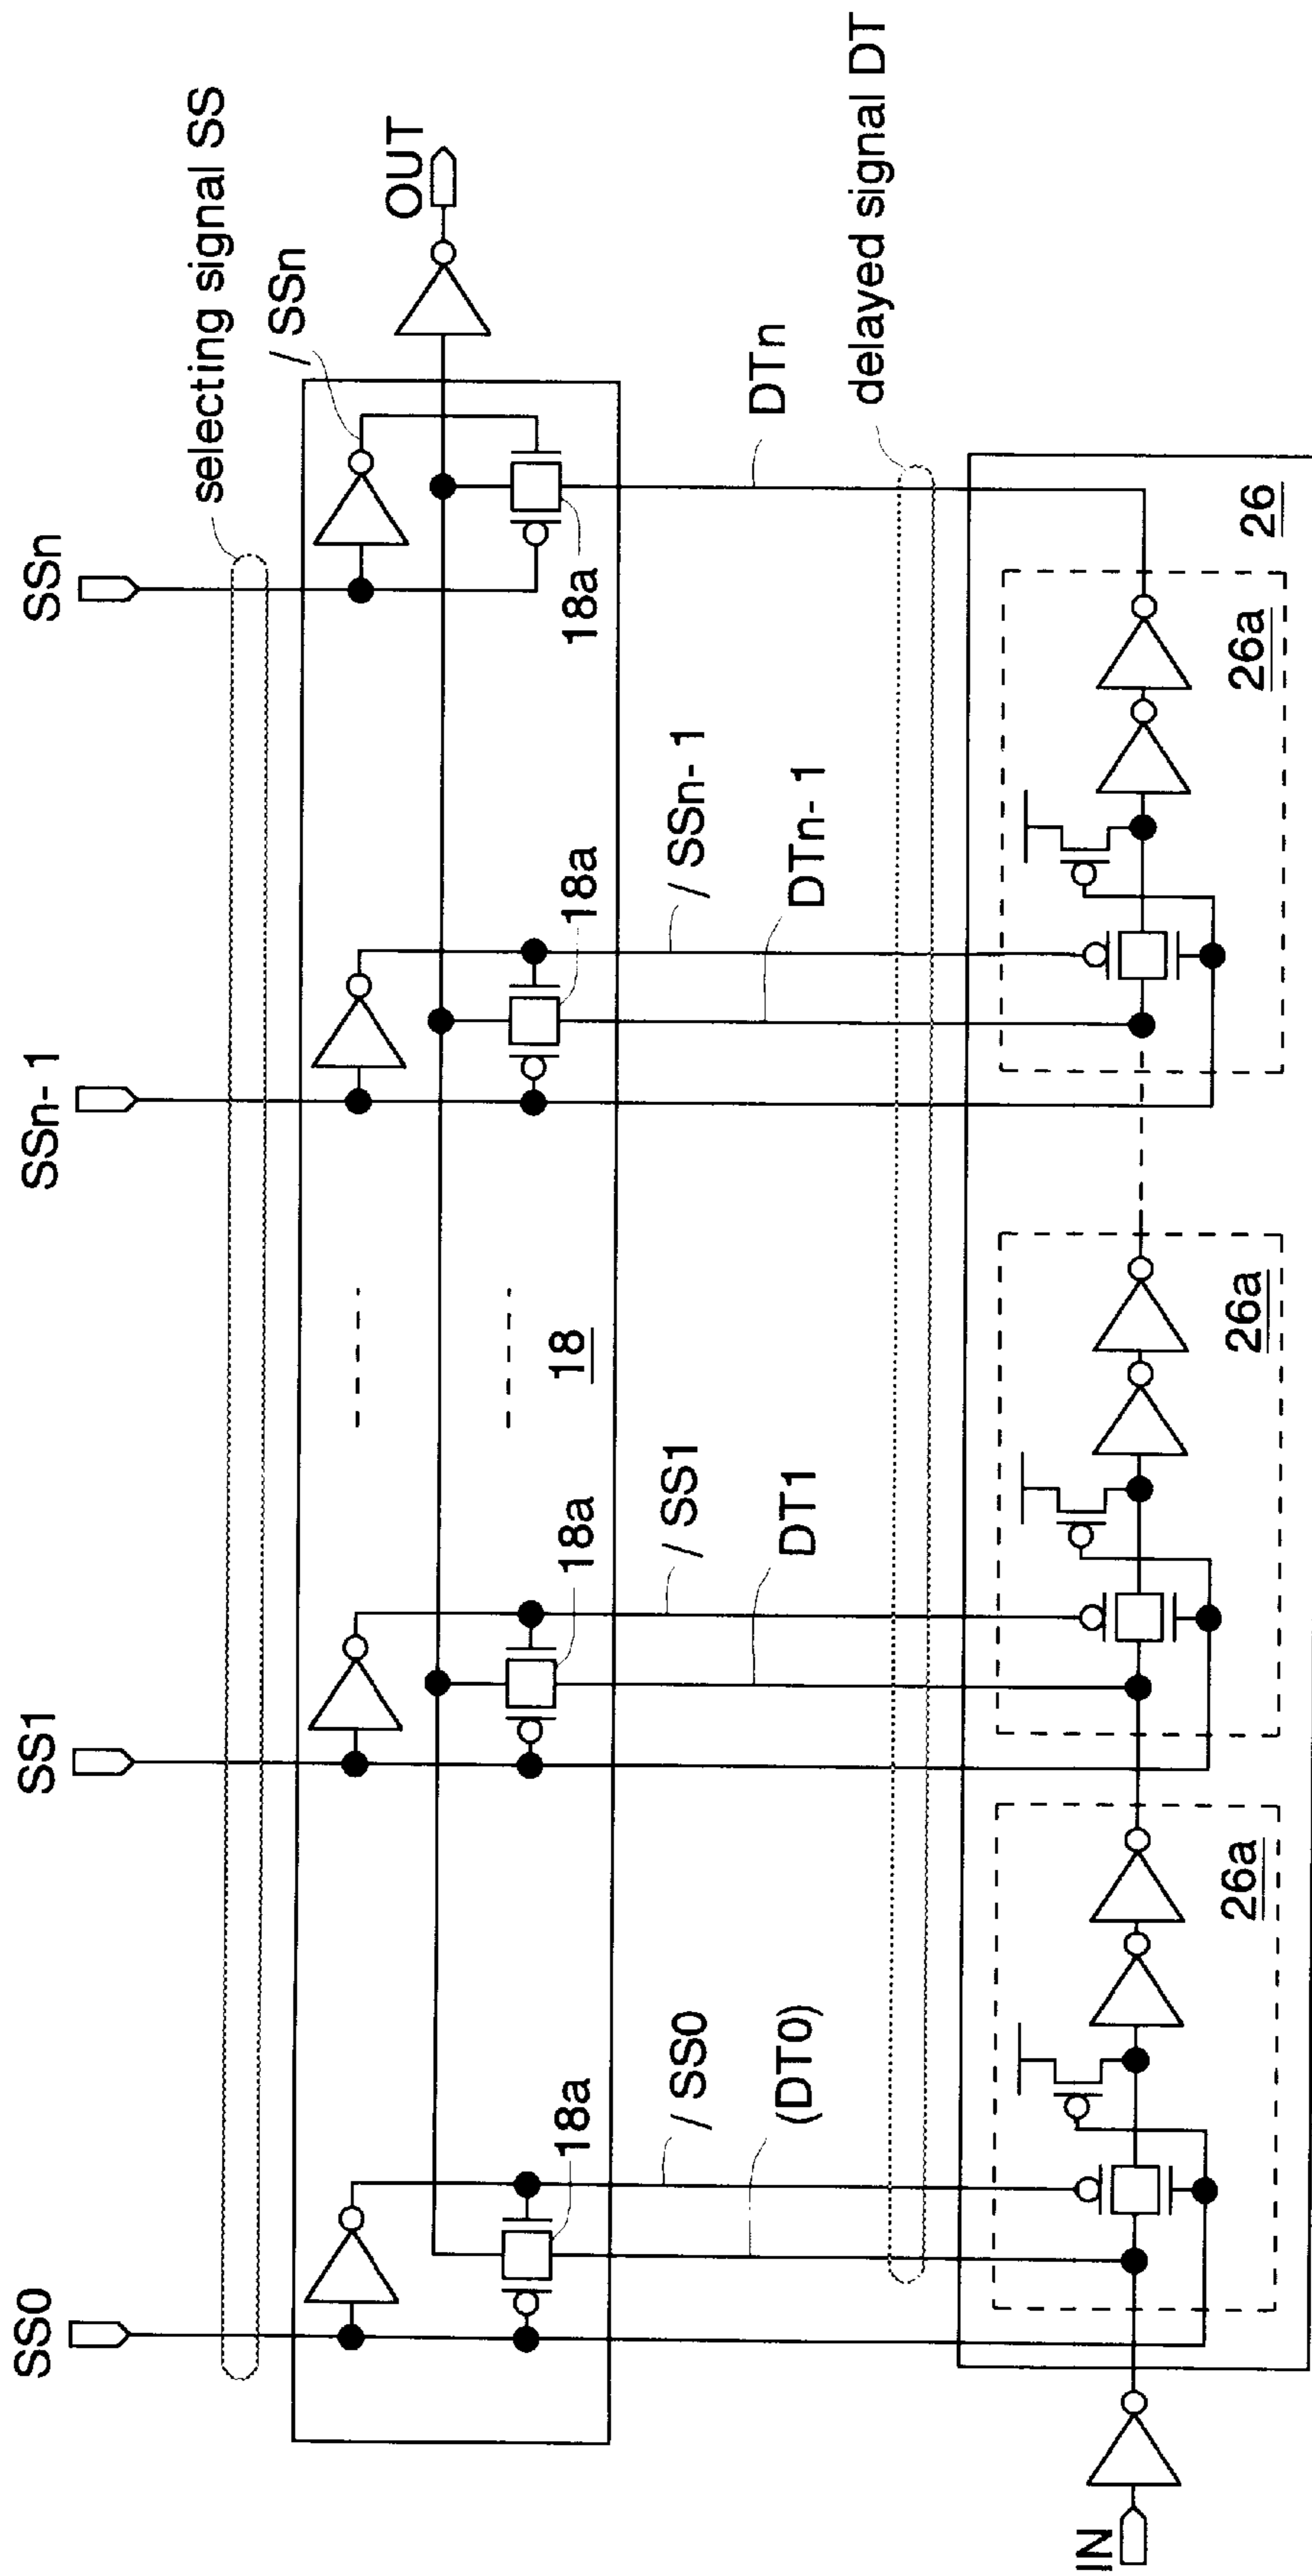 SS0
SS1
SSn- 1
SSn
selecting signal SS
/ SSn
OUT
18a
18a
18a
18a
18
/ SS0
(DT0)
/ SS1
DT1
/ SSn- 1
DTn- 1
DTn
delayed signal DT
26a
26a
26a
26
IN